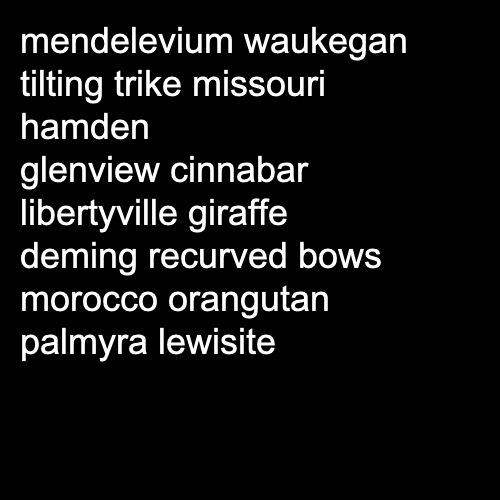 mendelevium waukegan
tilting trike missouri
hamden
glenview cinnabar
libertyville giraffe
deming recurved bows
morocco orangutan
palmyra lewisite